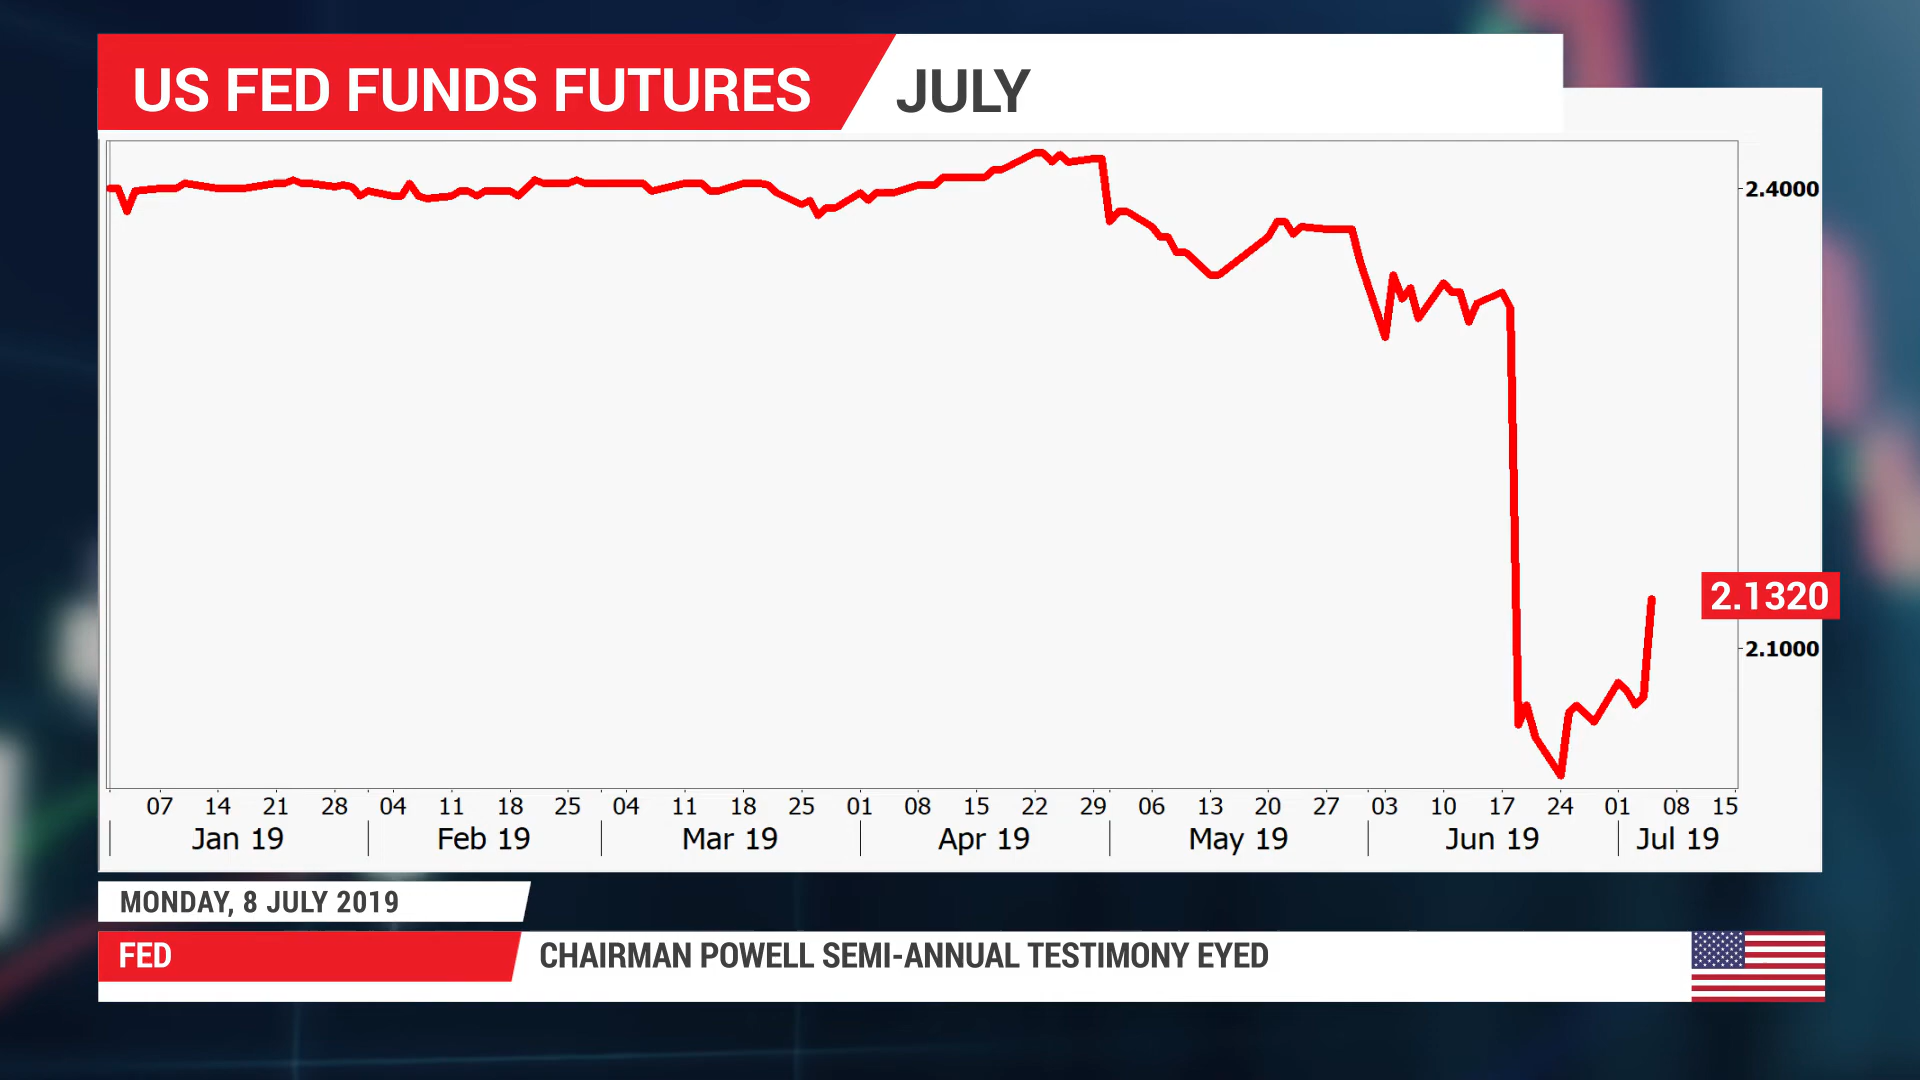 US FED FUNDS FUTURES JULY
2.4000
2.1320
2.1000
07 14 21 28 04 11 18 25 04 11 18 25 01 08 15 22 29 06 13 20 27 03 10 17 24 01 08 15
Jan 19 Feb 19 Mar 19 Apr 19 May 19 Jun 19 Jul 19
MONDAY, 8 JULY 2019
FED CHAIRMAN POWELL SEMI-ANNUAL TESTIMONY EYED